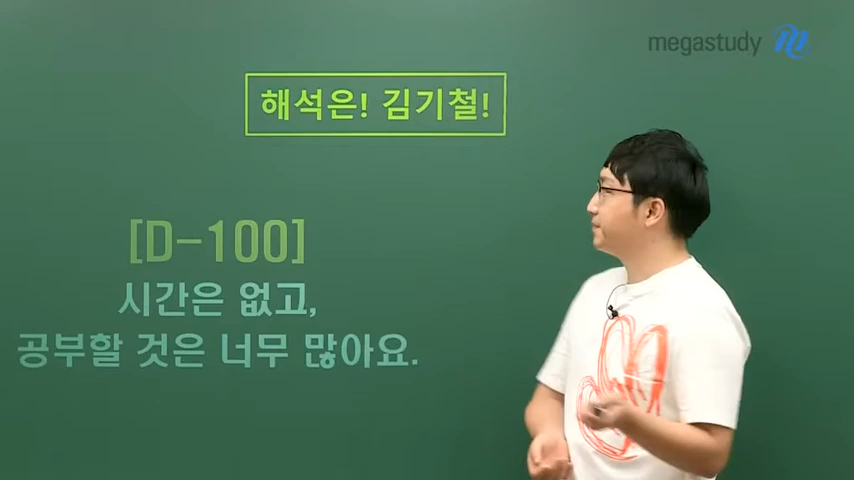 megastudy
해석은! 김기철!
[D-100]
시간은 없고,
공부할 것은 너무 많아요.